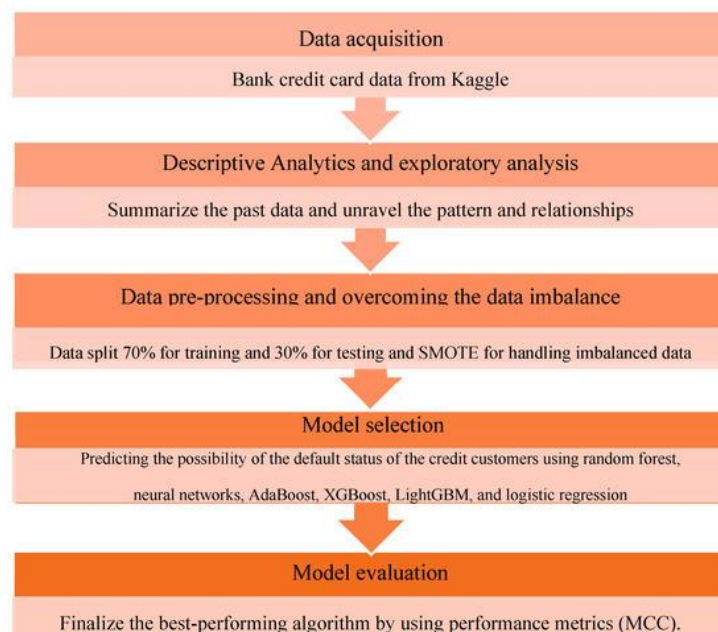 Data acquisition
Bank credit card data from Kaggle
Descriptive Analytics and exploratory analysis
Summarize the past data and unravel the pattern and relationships
Data pre-processing and overcoming the data imbalance
Data split 70% for training and 30% for testing and SMOTE for handling imbalanced data
Model selection
Predicting the possibility of the default status of the credit customers using random forest,
neural networks, AdaBoost, XGBoost, LightGBM, and logistic regression
Model evaluation
Finalize the best-performing algorithm by using performance metrics (MCC).